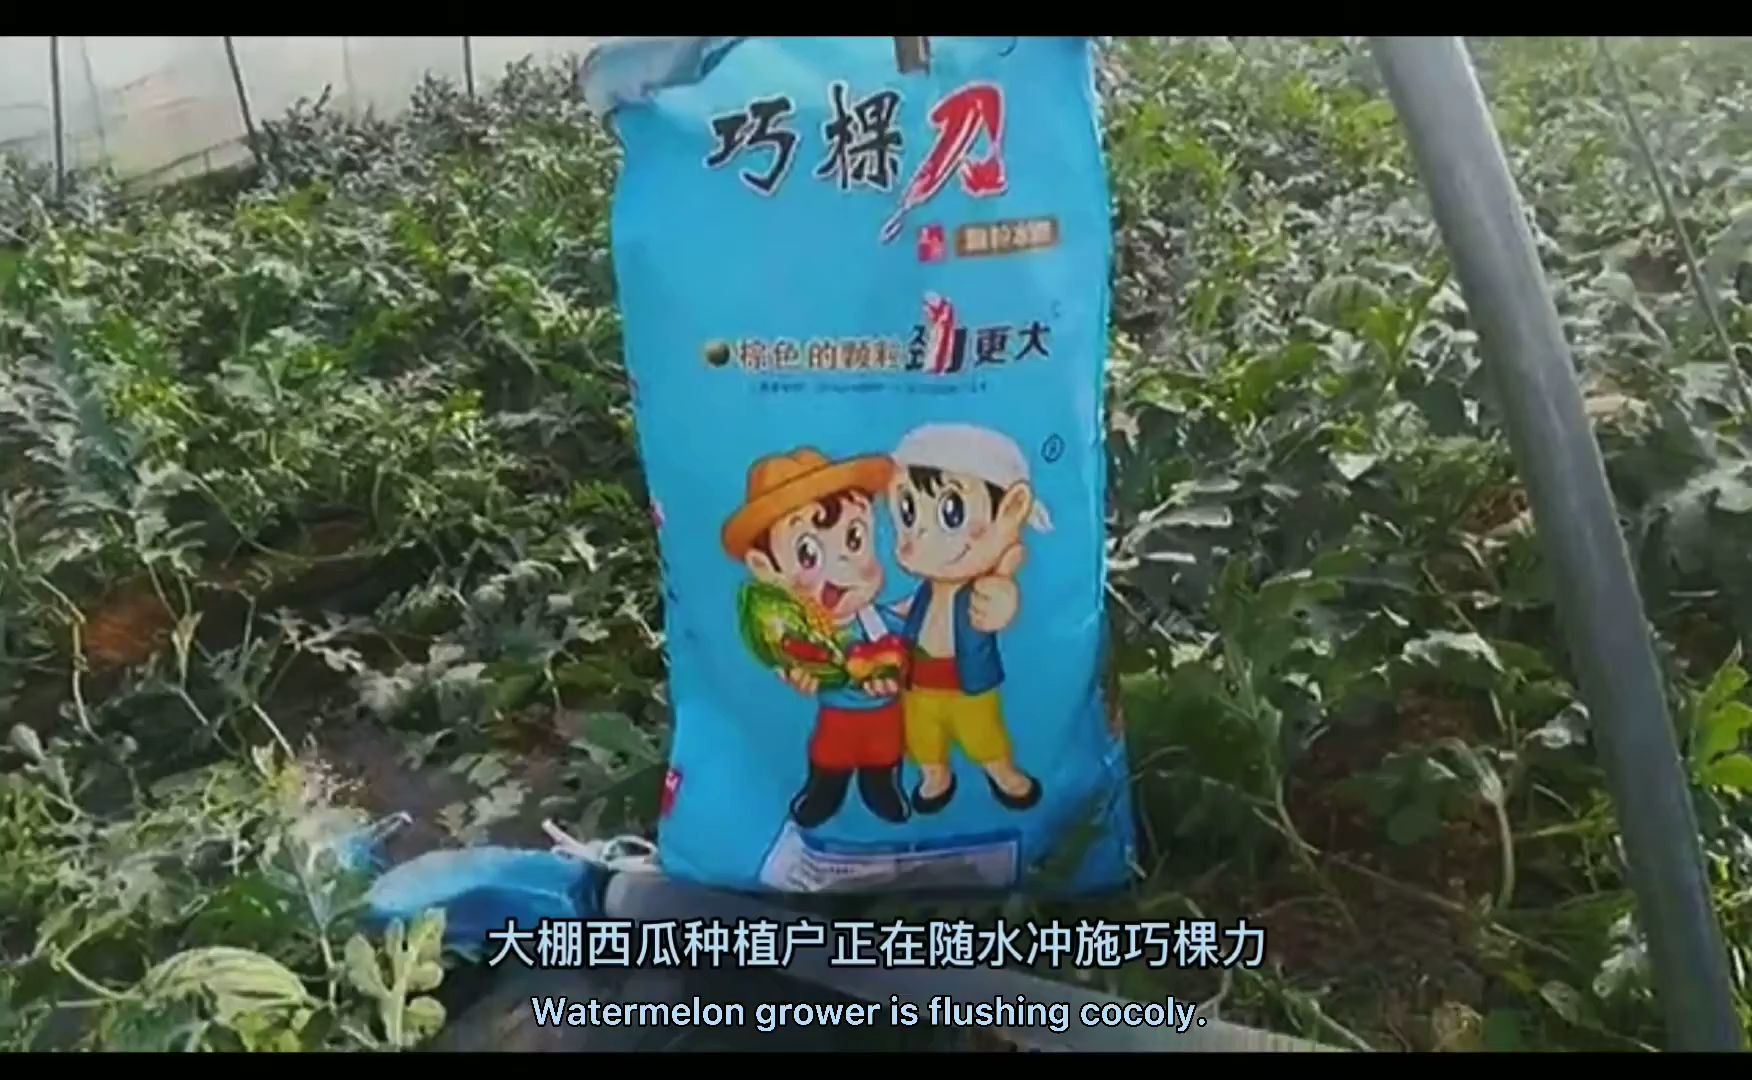 巧棵力
棕色的颗粒劲更大
®
大棚西瓜种植户正在随水冲施巧棵力
Watermelon grower is flushing cocoly.